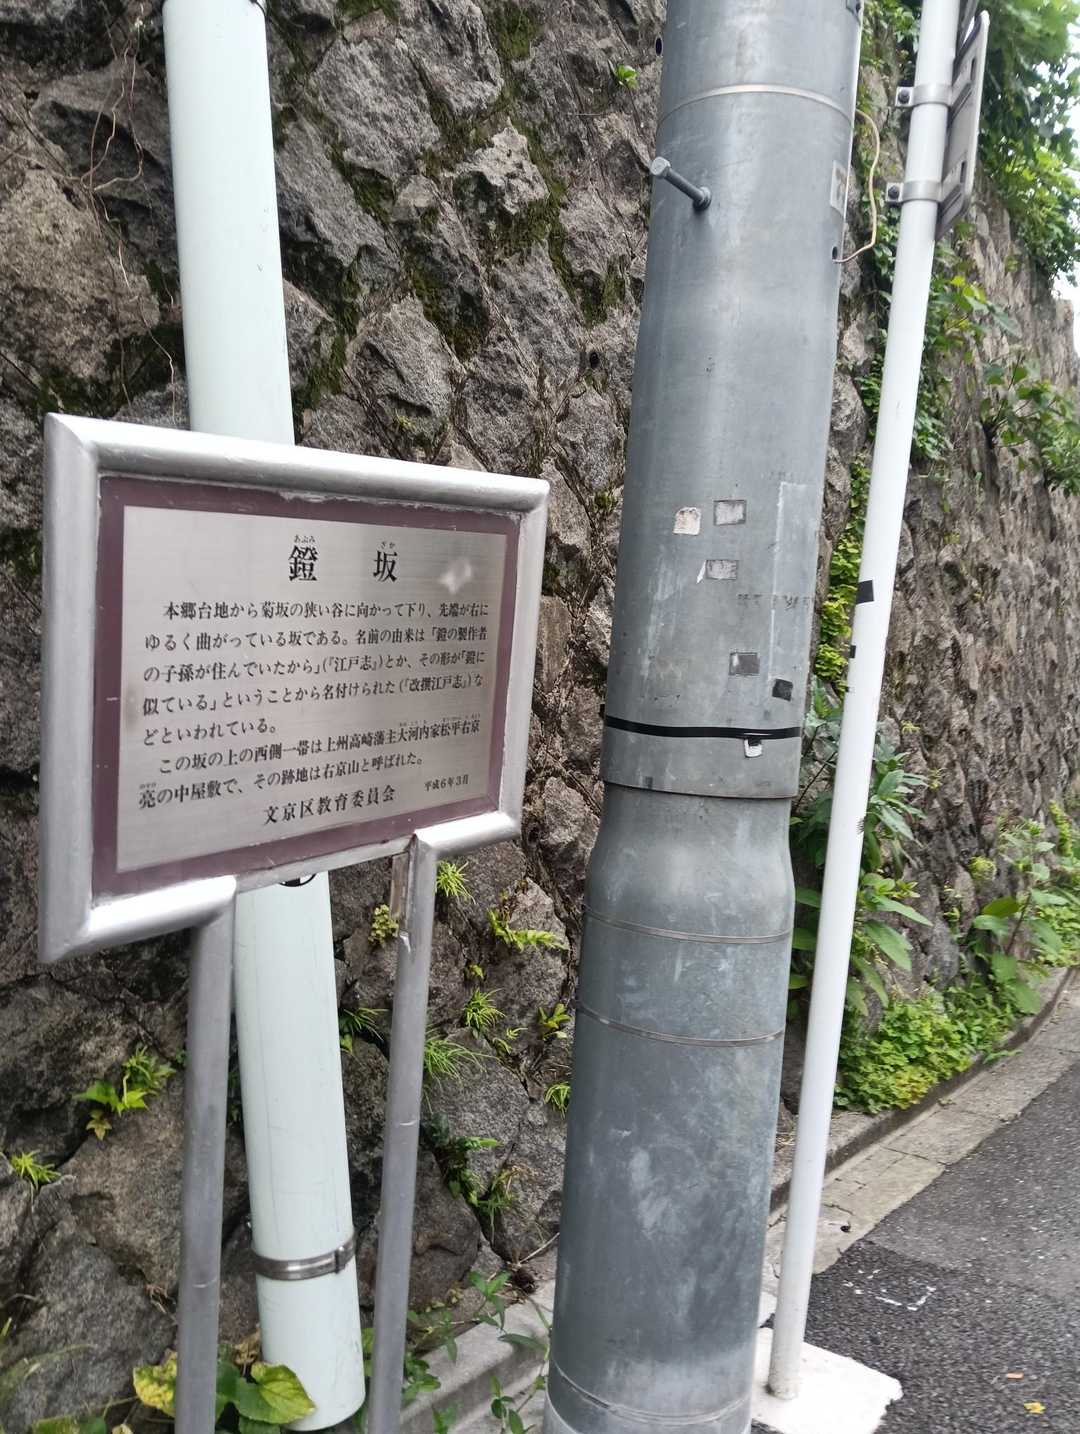 あぶみ ざか
鐙 坂
本郷台地から菊坂の狭い谷に向かって下り、先端が右に
ゆるく曲がっている坂である。名前の由来は「鐙の製作者
の子孫が住んでいたから」(『江戸志』)とか、その形が「鐙に
似ている」ということから名付けられた(『改撰江戸志』)な
どといわれている。
この坂の上の西側一帯は上州高崎藩主大河内家松平右京
亮の中屋敷で、その跡地は右京山と呼ばれた。
文京区教育委員会 平成6年3月